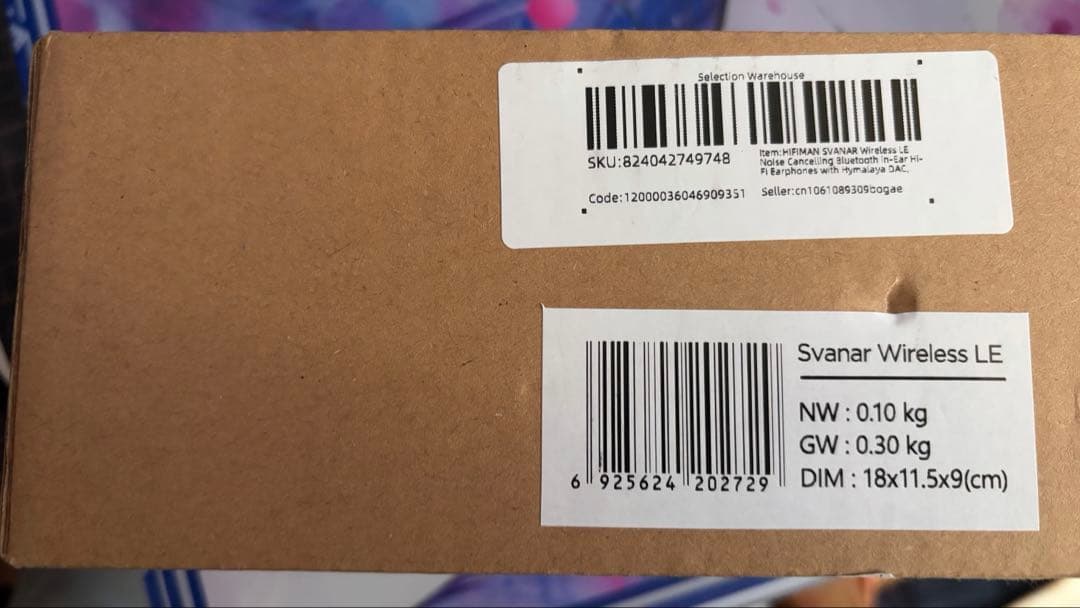 Selection Warehouse
SKU:824042749748
Item:HIFIMAN SVANAR Wireless LE
Noise Cancelling Bluetooth In-Ear Hi-
Fi Earphones with Hymalaya DAC,
Code:12000036046909351
Seller:cn1061089309bogae
Svanar Wireless LE
NW : 0.10 kg
GW : 0.30 kg
DIM : 18x11.5x9(cm)
6 925624 202729